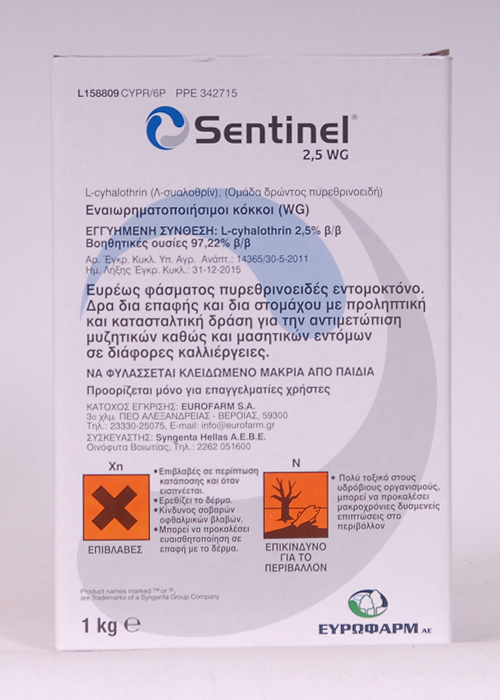 L158809 CYPR/6P PPE 342715
Sentinel®
2,5 WG
L-cyhalothrin (Λ-συαλοθρίν), (Ομάδα δρώντος πυρεθρινοειδή)
Εναιωρηματοποιήσιμοι κόκκοι (WG)
ΕΓΓΥΗΜΕΝΗ ΣΥΝΘΕΣΗ: L-cyhalothrin 2,5% β/β
Βοηθητικές ουσίες 97,22% β/β
Αρ. Έγκρ. Κυκλ. Υπ. Αγρ. Ανάπτ.: 14365/30-5-2011
Ημ. Λήξης Έγκρ. Κυκλ.: 31-12-2015
Ευρέως φάσματος πυρεθρινοειδές εντομοκτόνο.
Δρα δια επαφής και δια στομάχου με προληπτική
και κατασταλτική δράση για την αντιμετώπιση
μυζητικών καθώς και μασητικών εντόμων
σε διάφορες καλλιέργειες.
ΝΑ ΦΥΛΑΣΣΕΤΑΙ ΚΛΕΙΔΩΜΕΝΟ ΜΑΚΡΙΑ ΑΠΟ ΠΑΙΔΙΑ
Προορίζεται μόνο για επαγγελματίες χρήστες
ΚΑΤΟΧΟΣ ΕΓΚΡΙΣΗΣ: EUROFARM S.A.
3ο χλμ. ΠΕΟ ΑΛΕΞΑΝΔΡΕΙΑΣ - ΒΕΡΟΙΑΣ, 59300
Τηλ.: 23330-25075, E-mail: info@eurofarm.gr
ΣΥΣΚΕΥΑΣΤΗΣ: Syngenta Hellas A.E.B.E.
Οινόφυτα Βοιωτίας, Τηλ.: 2262 051600
Xn
ΕΠΙΒΛΑΒΕΣ
• Επιβλαβές σε περίπτωση
κατάποσης και όταν
εισπνέεται.
• Ερεθίζει το δέρμα.
• Κίνδυνος σοβαρών
οφθαλμικών βλαβών.
• Μπορεί να προκαλέσει
ευαισθητοποίηση σε
επαφή με το δέρμα.
N
ΕΠΙΚΙΝΔΥΝΟ
ΓΙΑ ΤΟ
ΠΕΡΙΒΑΛΛΟΝ
• Πολύ τοξικό στους
υδρόβιους οργανισμούς,
μπορεί να προκαλέσει
μακροχρόνιες δυσμενείς
επιπτώσεις στο
περιβάλλον
Product names marked ™ or ®,
are Trademarks of a Syngenta Group Company
1 kg ℮
ΕΥΡΩΦΑΡΜ ΑΕ